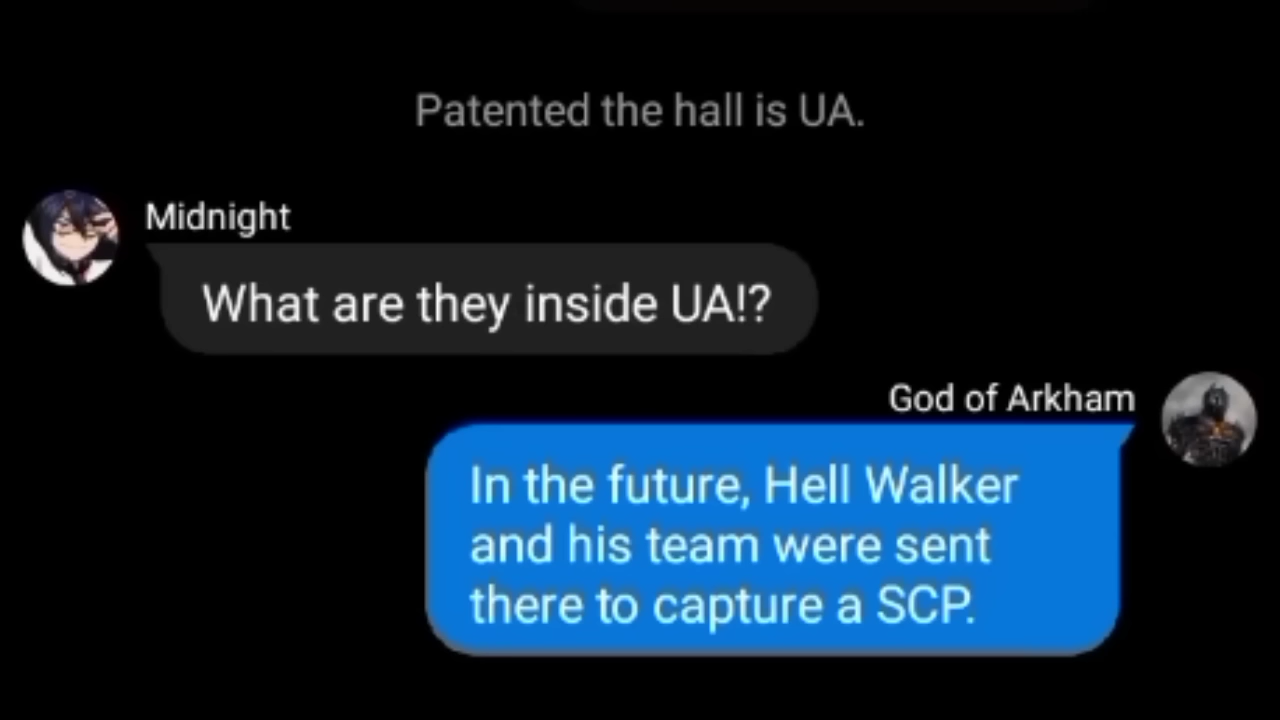 Patented the hall is UA.
Midnight
What are they inside UA!?
God of Arkham
In the future, Hell Walker
and his team were sent
there to capture a SCP.